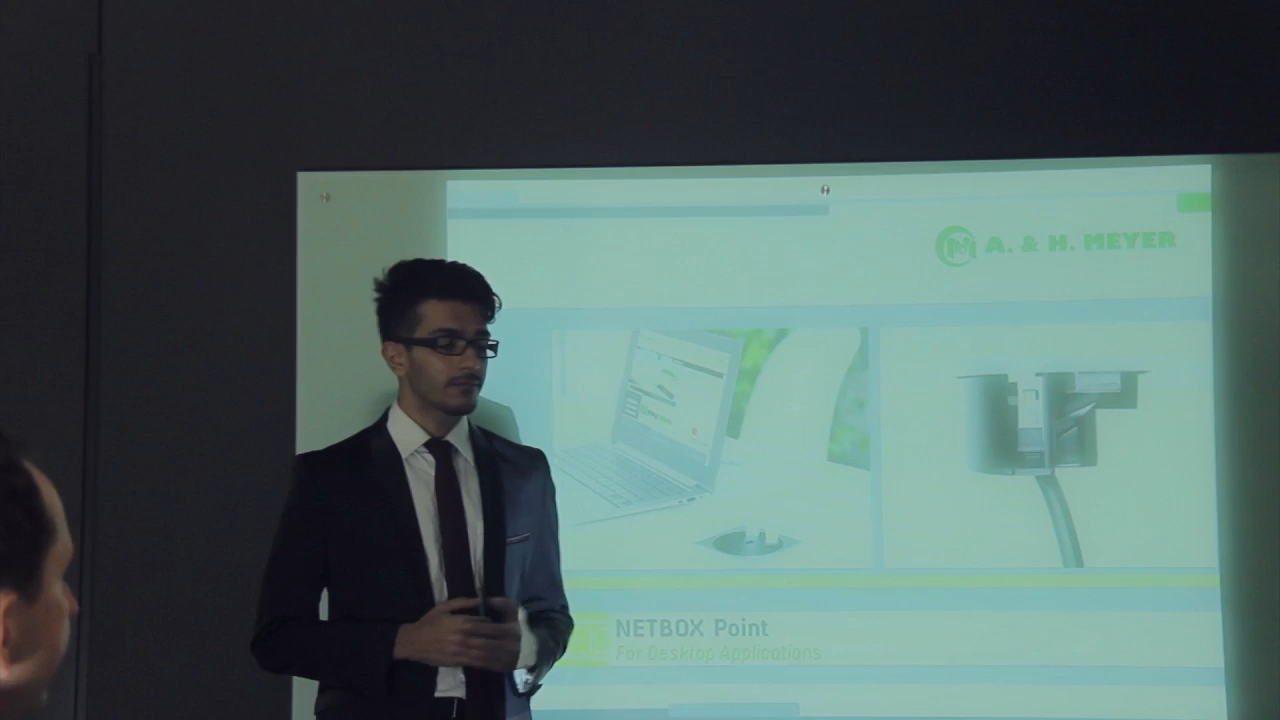 A. & H. MEYER
NETBOX Point
For Desktop Applications